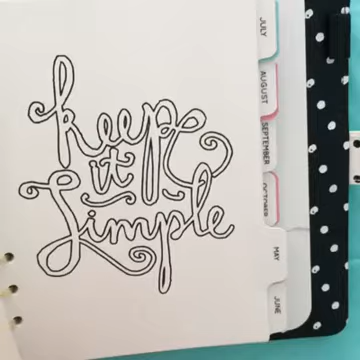 keep
it
Simple
JULY
AUGUST
SEPTEMBER
OCTOBER
MAY
JUNE